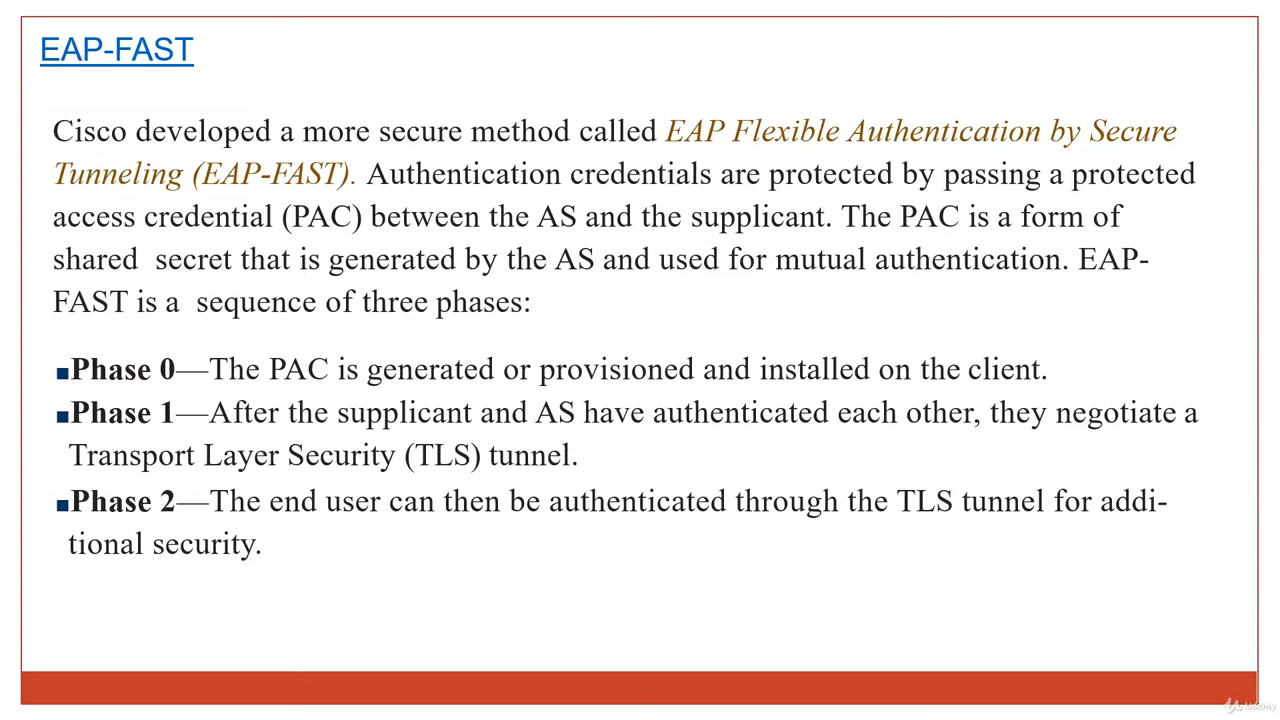 EAP-FAST
Cisco developed a more secure method called EAP Flexible Authentication by Secure
Tunneling (EAP-FAST). Authentication credentials are protected by passing a protected
access credential (PAC) between the AS and the supplicant. The PAC is a form of
shared secret that is generated by the AS and used for mutual authentication. EAP-
FAST is a sequence of three phases:
■Phase 0—The PAC is generated or provisioned and installed on the client.
■Phase 1—After the supplicant and AS have authenticated each other, they negotiate a
Transport Layer Security (TLS) tunnel.
■Phase 2—The end user can then be authenticated through the TLS tunnel for addi-
tional security.
Udemy